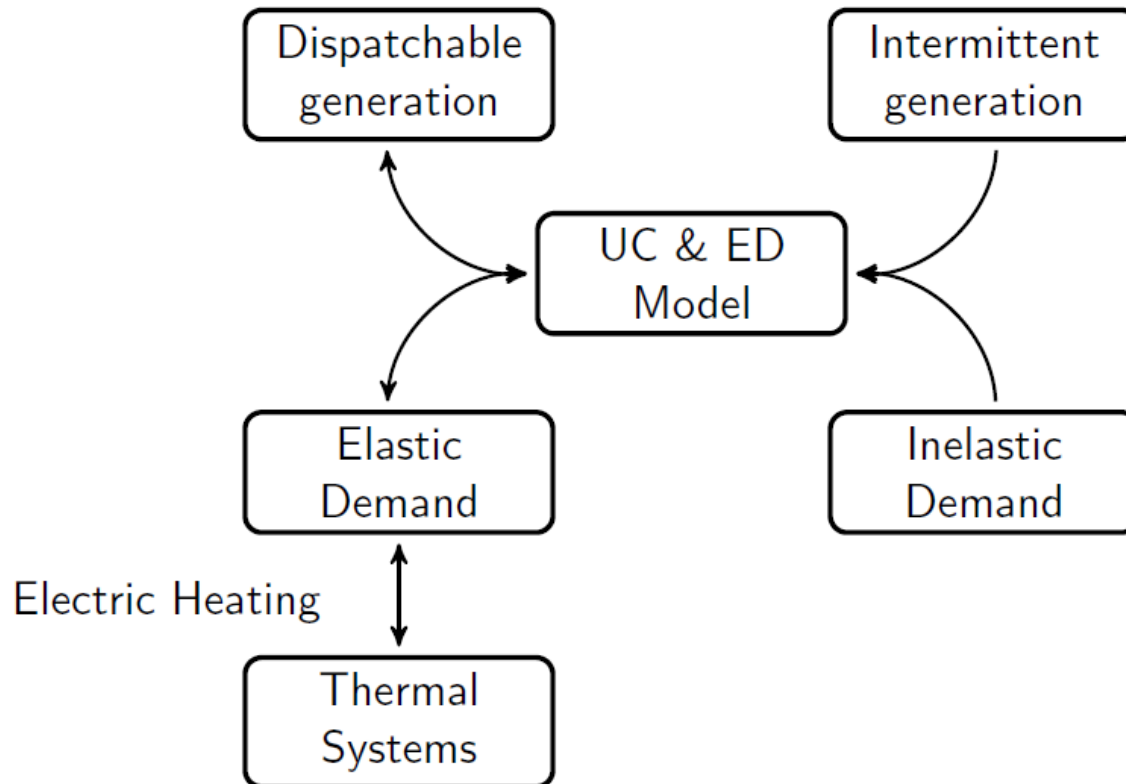 Dispatchable
generation
Intermittent
generation
UC & ED
Model
Elastic
Demand
Inelastic
Demand
Electric Heating
Thermal
Systems